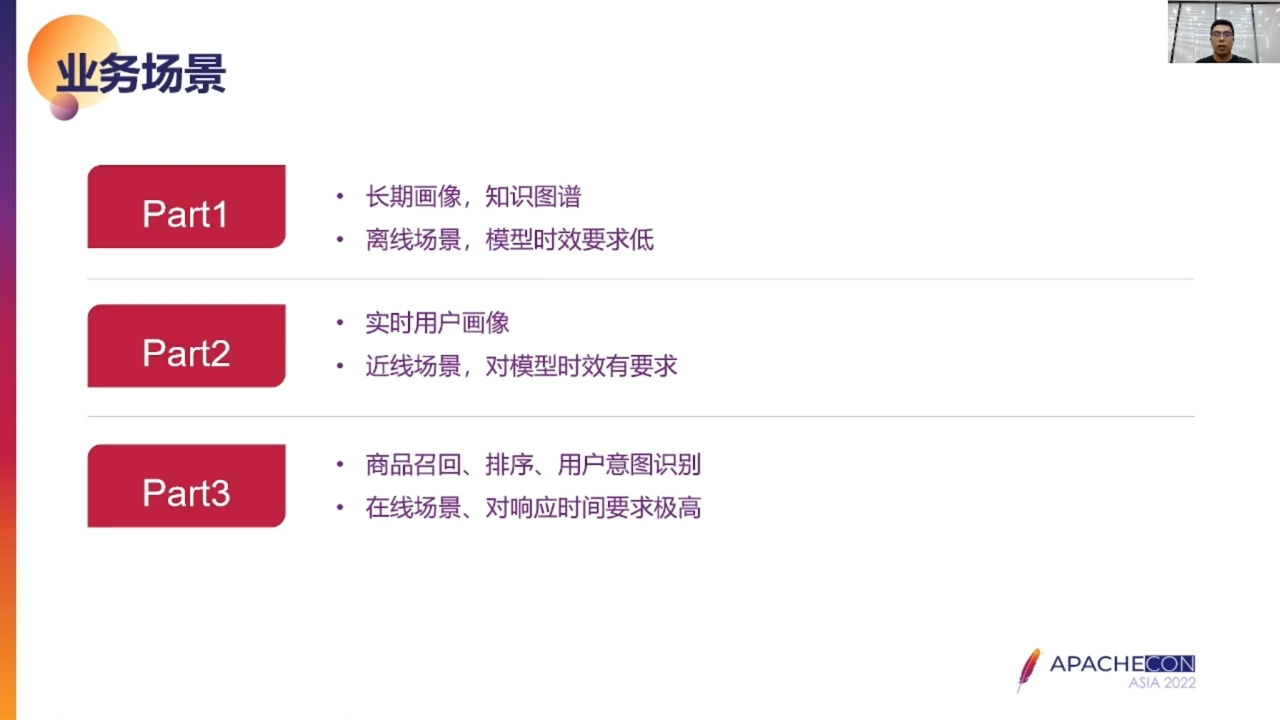 业务场景
Part1
• 长期画像，知识图谱
• 离线场景，模型时效要求低
Part2
• 实时用户画像
• 近线场景，对模型时效有要求
Part3
• 商品召回、排序、用户意图识别
• 在线场景、对响应时间要求极高
APACHECON
ASIA 2022